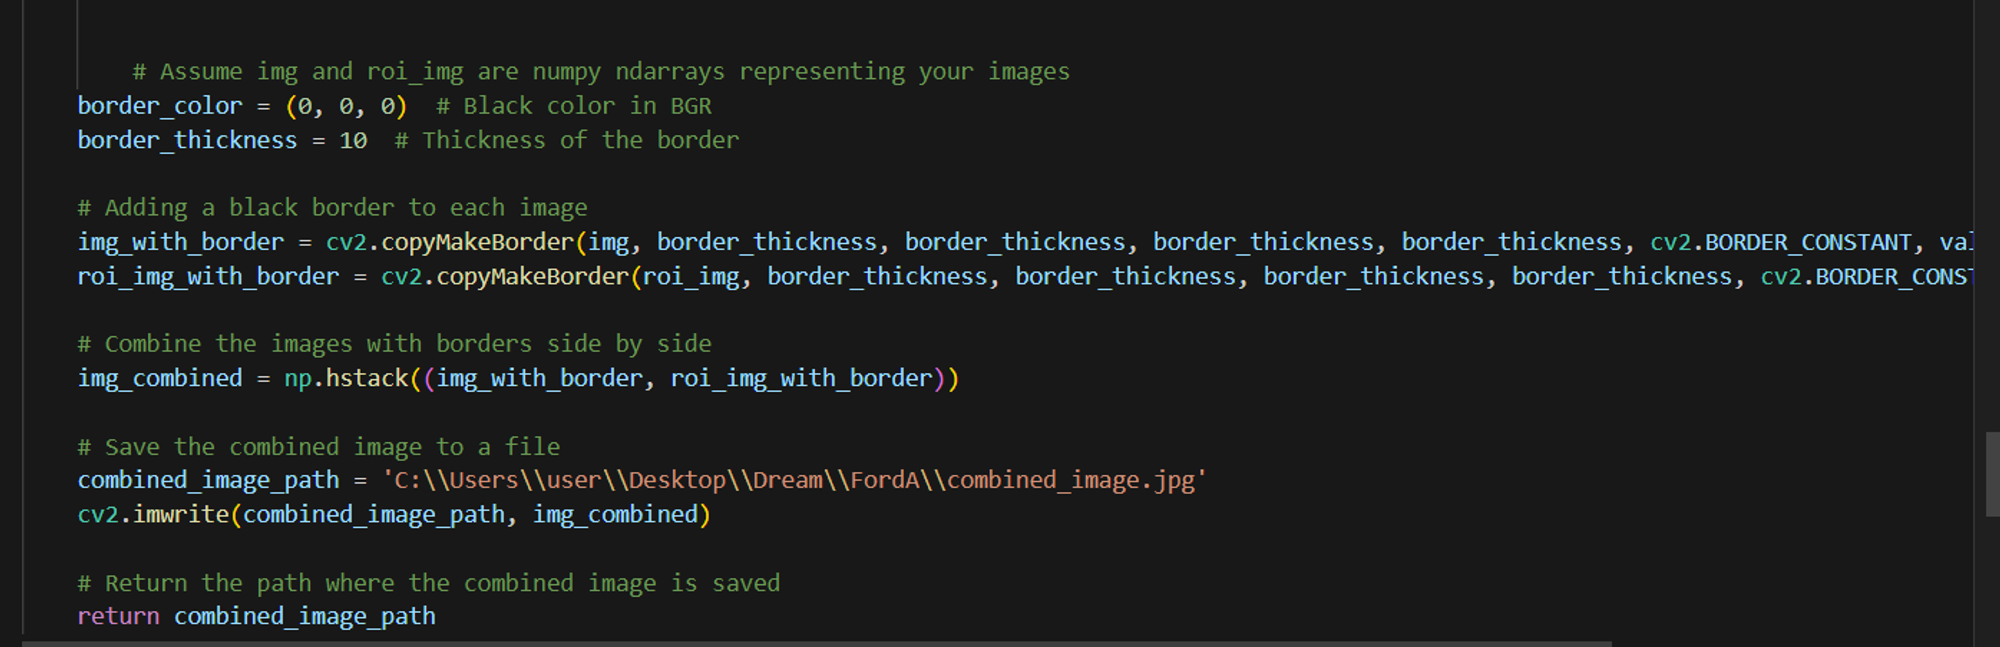 # Assume img and roi_img are numpy ndarrays representing your images
border_color = (0, 0, 0)  # Black color in BGR
border_thickness = 10  # Thickness of the border
# Adding a black border to each image
img_with_border = cv2.copyMakeBorder(img, border_thickness, border_thickness, border_thickness, border_thickness, cv2.BORDER_CONSTANT, val
roi_img_with_border = cv2.copyMakeBorder(roi_img, border_thickness, border_thickness, border_thickness, border_thickness, cv2.BORDER_CONST
# Combine the images with borders side by side
img_combined = np.hstack((img_with_border, roi_img_with_border))
# Save the combined image to a file
combined_image_path = 'C:\\Users\\user\\Desktop\\Dream\\FordA\\combined_image.jpg'
cv2.imwrite(combined_image_path, img_combined)
# Return the path where the combined image is saved
return combined_image_path